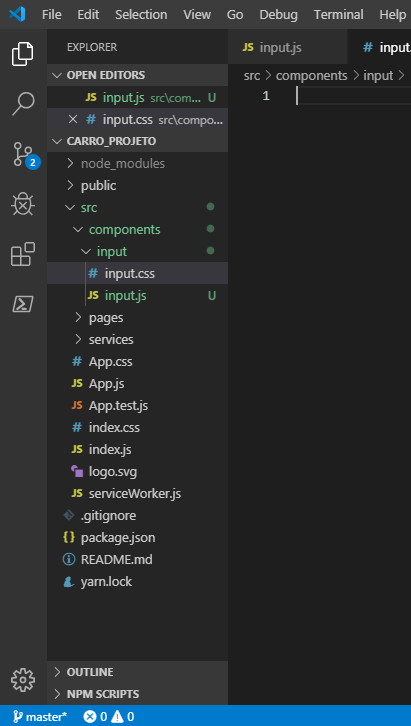 File Edit Selection View Go Debug Terminal Help
EXPLORER
JS input.js # input
OPEN EDITORS
src > components > input >
JS input.js src\com... U
1
# input.css src\compo...
CARRO_PROJETO
node_modules
public
src
components
input
# input.css
JS input.js U
pages
services
# App.css
JS App.js
JS App.test.js
# index.css
JS index.js
logo.svg
JS serviceWorker.js
.gitignore
{} package.json
README.md
yarn.lock
2
OUTLINE
NPM SCRIPTS
master* 0 0